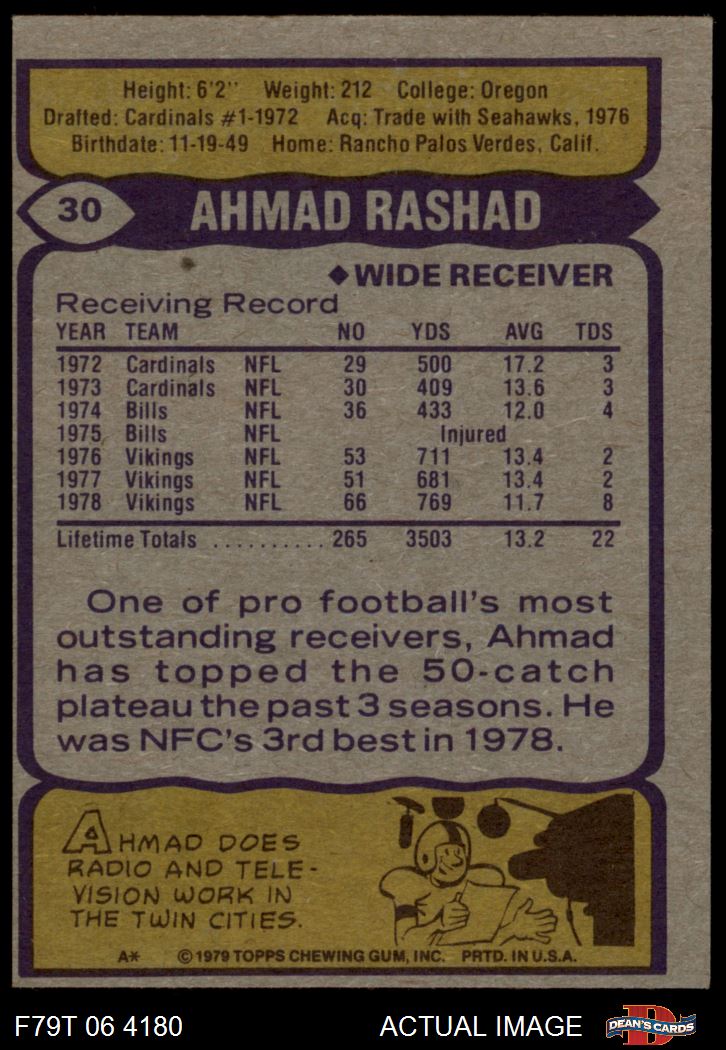 Height: 6'2'' Weight: 212 College: Oregon
Drafted: Cardinals #1-1972 Acq: Trade with Seahawks, 1976
Birthdate: 11-19-49 Home: Rancho Palos Verdes, Calif.
30 AHMAD RASHAD
◆WIDE RECEIVER
Receiving Record
YEAR TEAM NO YDS AVG TDS
1972 Cardinals NFL 29 500 17.2 3
1973 Cardinals NFL 30 409 13.6 3
1974 Bills NFL 36 433 12.0 4
1975 Bills NFL Injured
1976 Vikings NFL 53 711 13.4 2
1977 Vikings NFL 51 681 13.4 2
1978 Vikings NFL 66 769 11.7 8
Lifetime Totals .......... 265 3503 13.2 22
One of pro football's most
outstanding receivers, Ahmad
has topped the 50-catch
plateau the past 3 seasons. He
was NFC's 3rd best in 1978.
AHMAD DOES
RADIO AND TELE-
VISION WORK IN
THE TWIN CITIES.
A* ©1979 TOPPS CHEWING GUM, INC. PRTD. IN U.S.A.
F79T 06 4180 ACTUAL IMAGE D DEAN'S CARDS